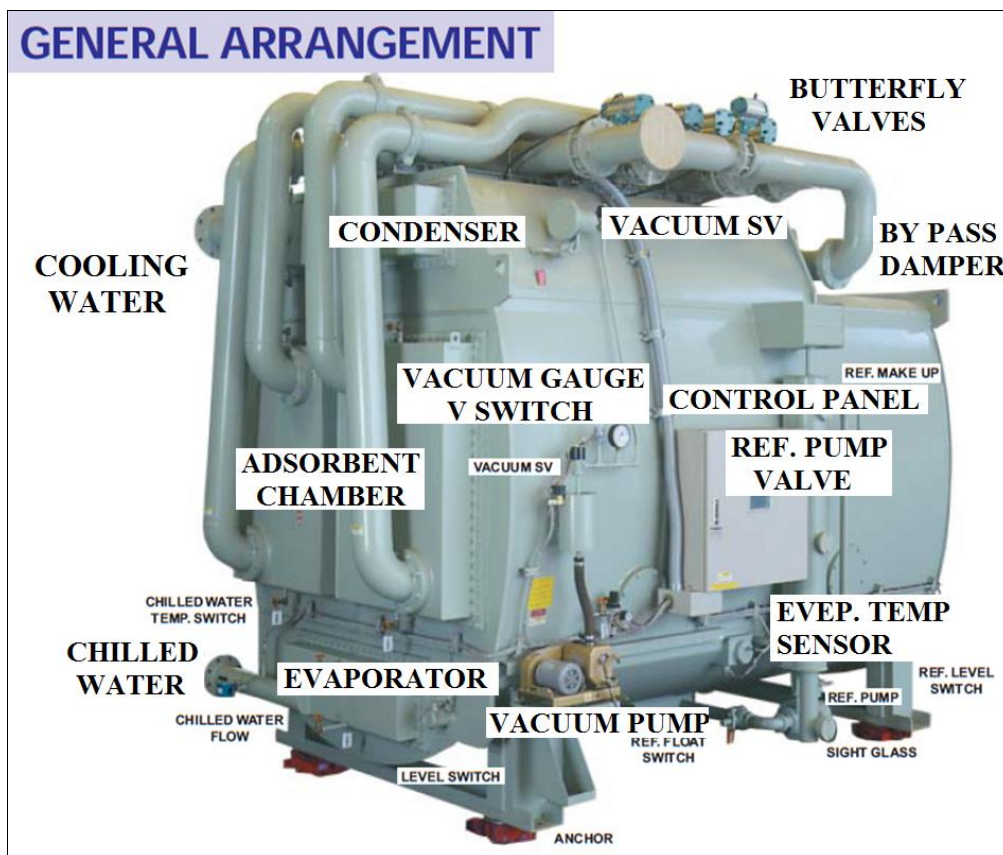 GENERAL ARRANGEMENT
BUTTERFLY
VALVES
CONDENSER
VACUUM SV
BY PASS
DAMPER
COOLING
WATER
VACUUM GAUGE
V SWITCH
REF. MAKE UP
CONTROL PANEL
ADSORBENT
CHAMBER
VACUUM SV
REF. PUMP
VALVE
CHILLED WATER
TEMP. SWITCH
EVEP. TEMP
SENSOR
CHILLED
WATER
EVAPORATOR
REF. LEVEL
SWITCH
REF. PUMP
CHILLED WATER
FLOW
VACUUM PUMP
REF. FLOAT
SWITCH
SIGHT GLASS
LEVEL SWITCH
ANCHOR